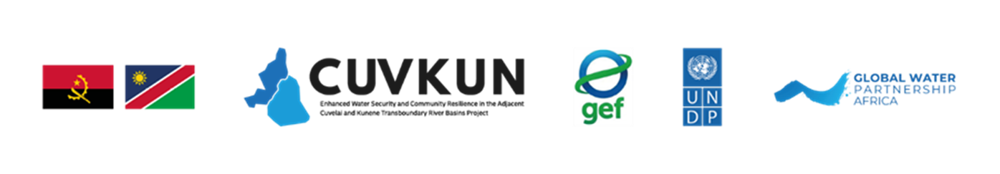 CUVKUN
Enhanced Water Security and Community Resilience in the Adjacent
Cuvelai and Kunene Transboundary River Basins Project
gef
U N
D P
GLOBAL WATER
PARTNERSHIP
AFRICA